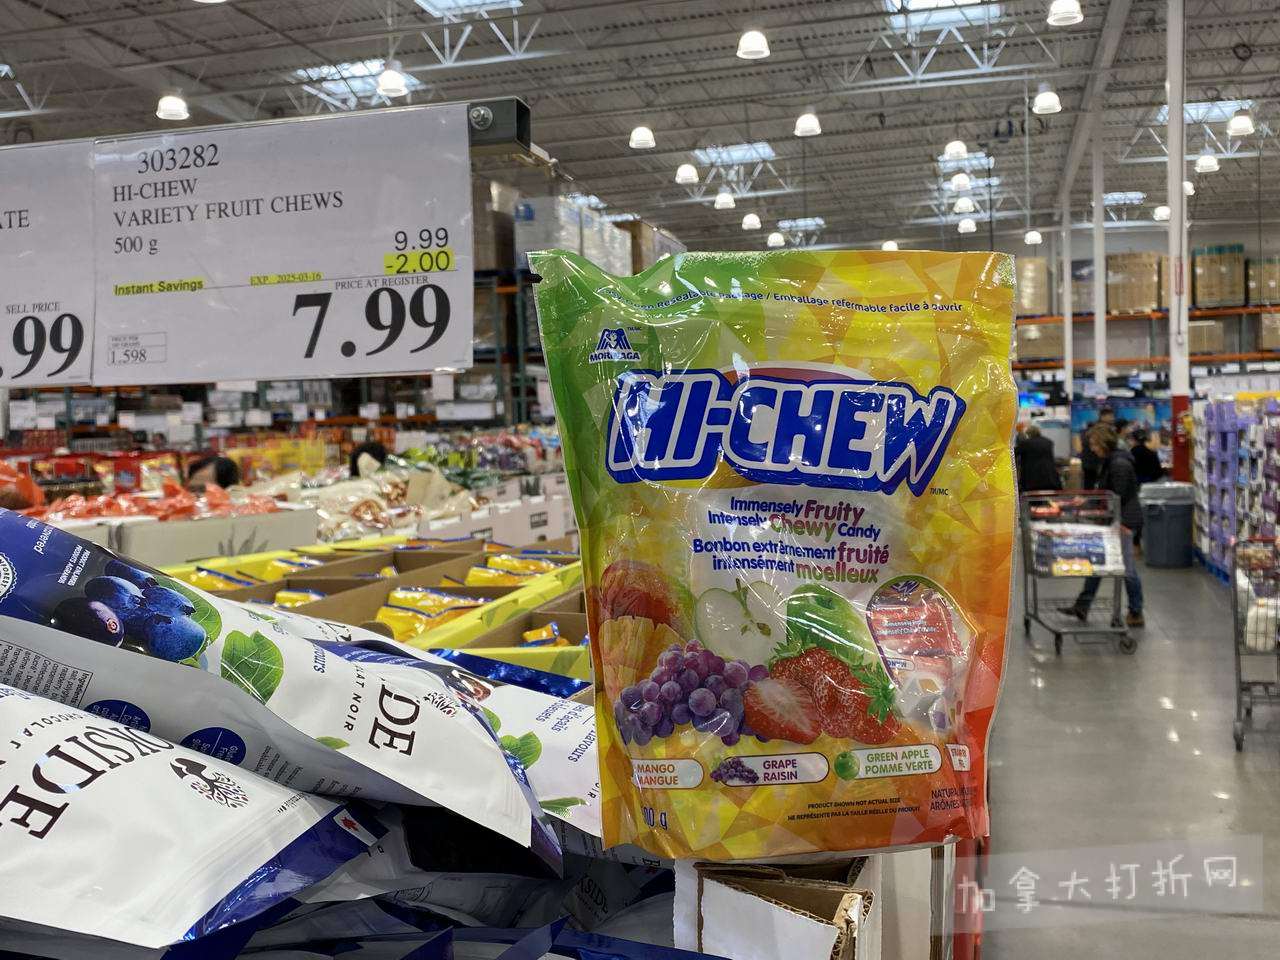 303282
HI-CHEW
VARIETY FRUIT CHEWS
500 g
9.99
-2.00
Instant Savings
EXP. 2025-03-16
PRICE AT REGISTER
7.99
1.598
ATE
SELL PRICE
.99
Resealable Package / Emballage refermable facile à ouvrir
MORINAGA
HI-CHEW
Immensely Fruity
Intensely Chewy Candy
Bonbon extrêmement fruité
intensément moelleux
MANGO
MANGUE
GRAPE
RAISIN
GREEN APPLE
POMME VERTE
PRODUCT SHOWN NOT ACTUAL SIZE
NE REPRÉSENTE PAS LA TAILLE RÉELLE DU PRODUIT
加拿大打折网